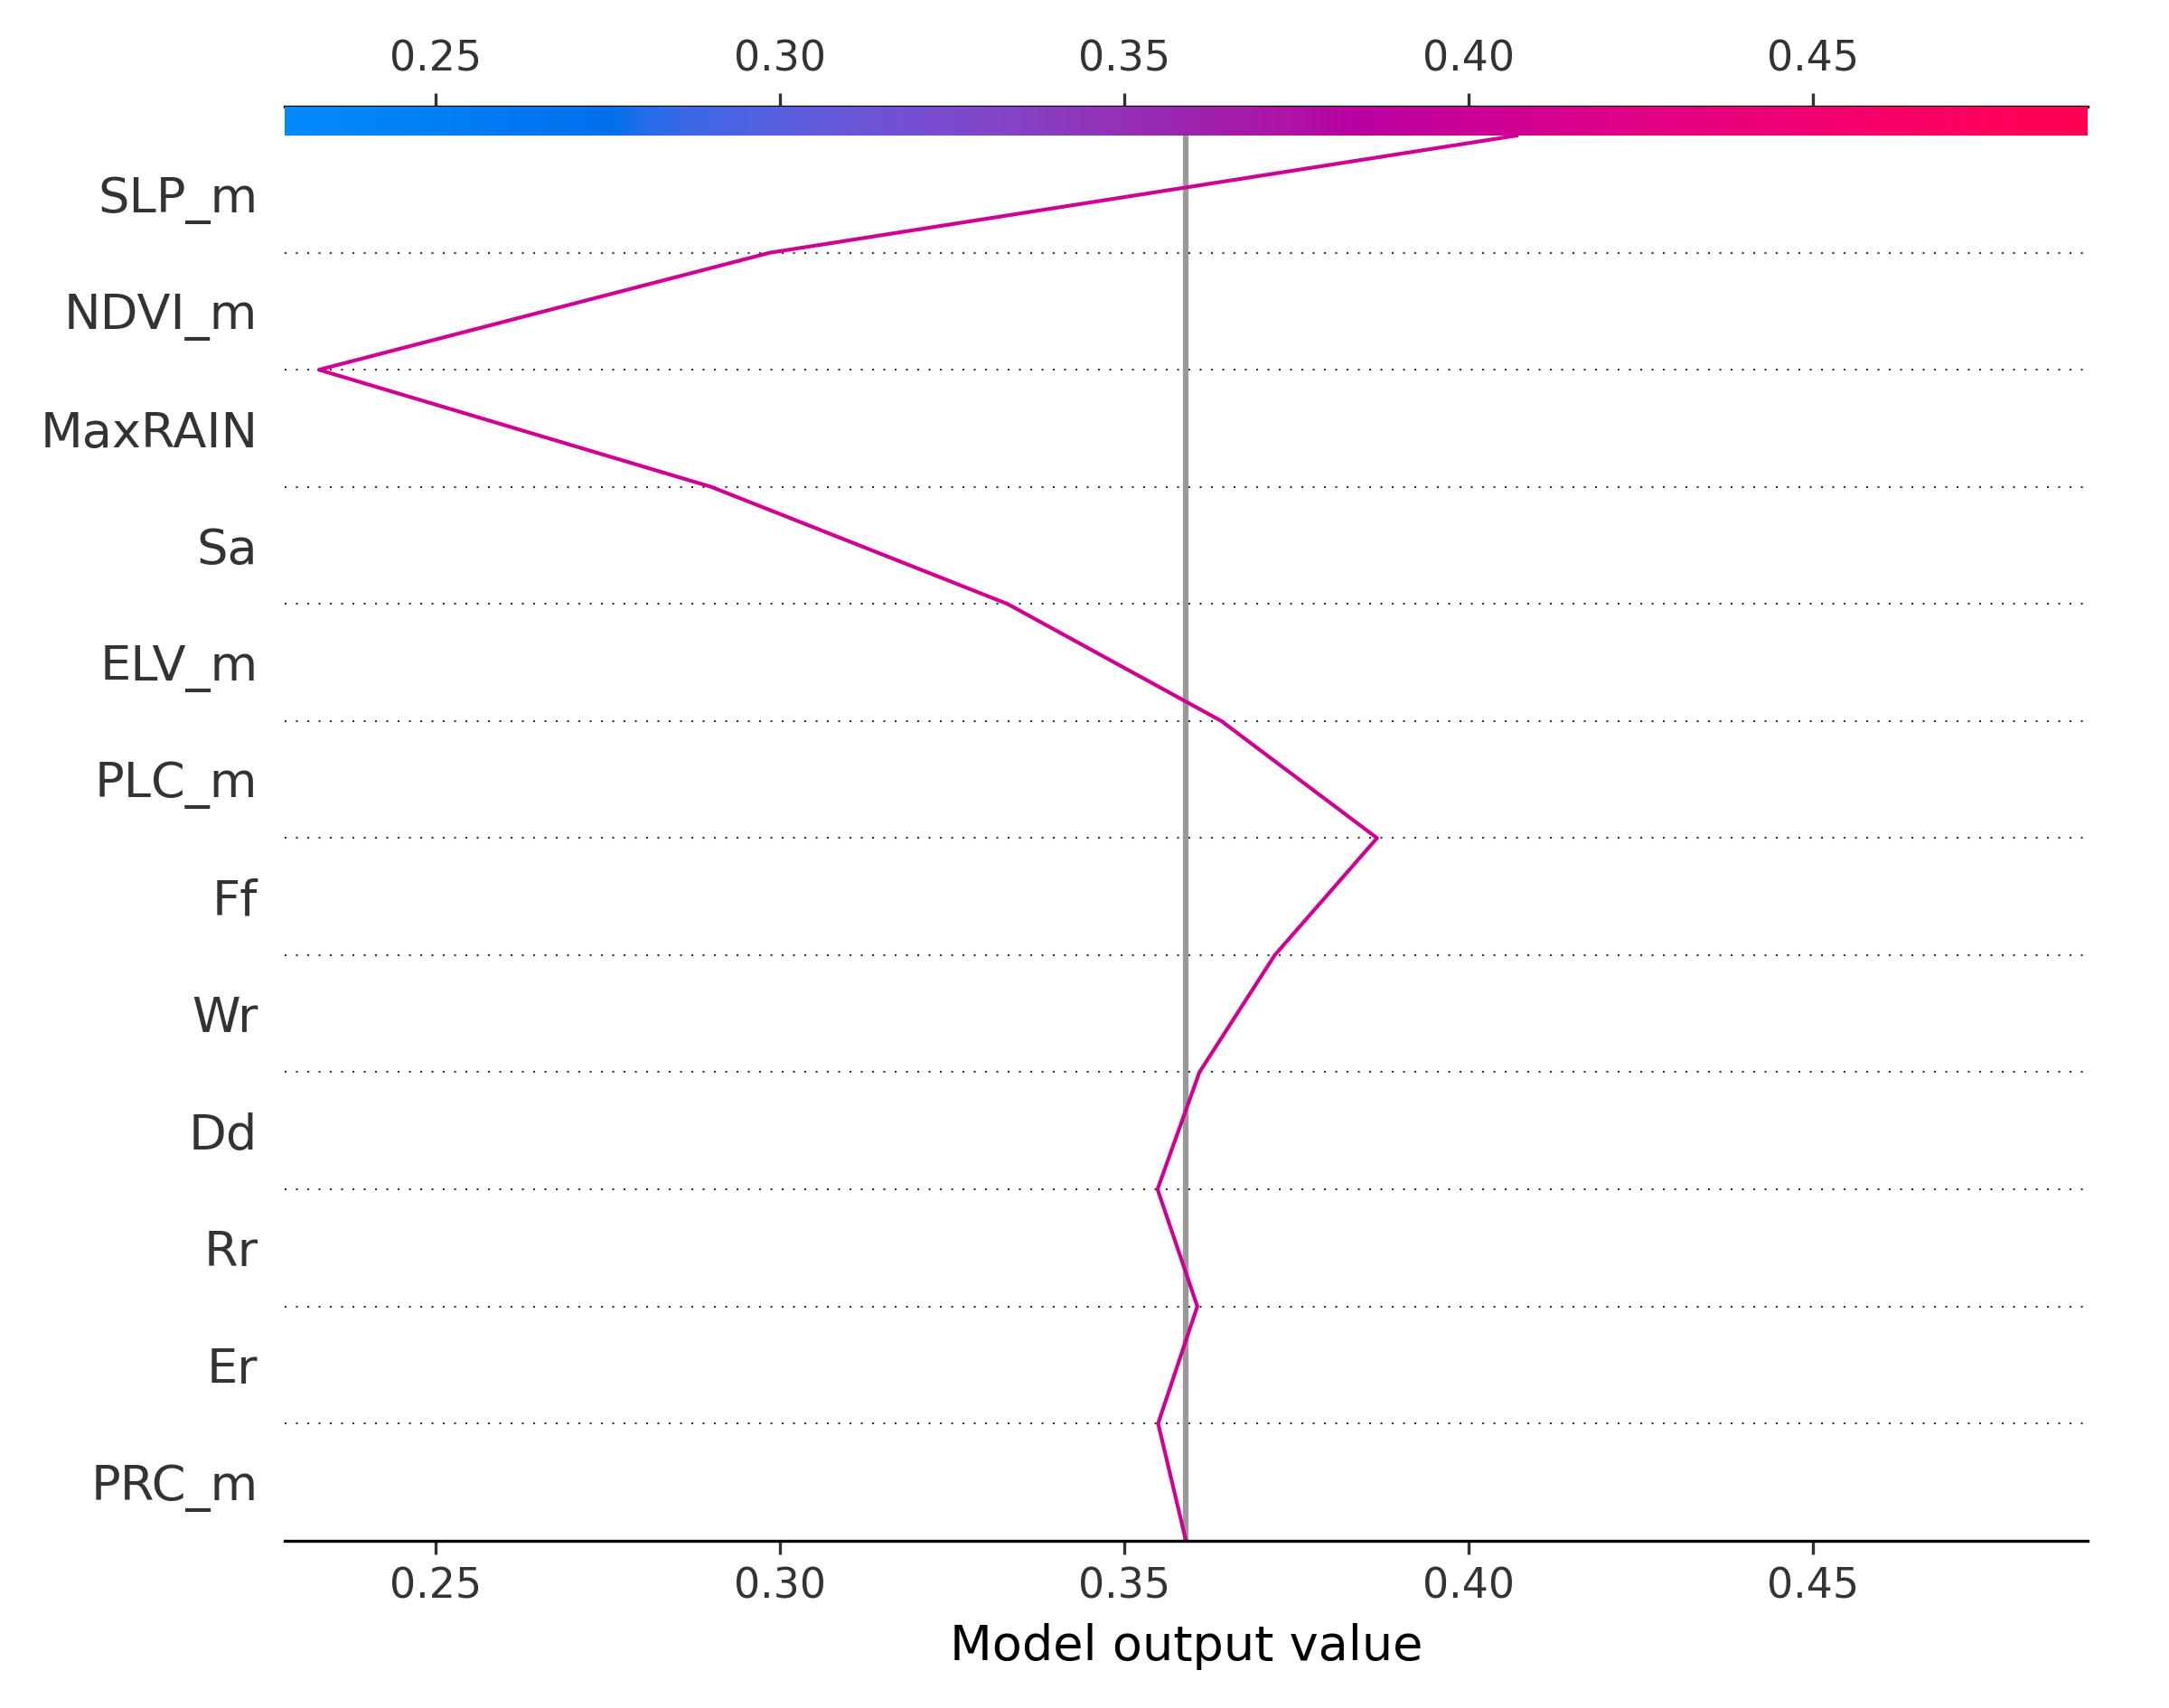 0.25 0.30 0.35 0.40 0.45
SLP_m
NDVI_m
MaxRAIN
Sa
ELV_m
PLC_m
Ff
Wr
Dd
Rr
Er
PRC_m
0.25 0.30 0.35 0.40 0.45
Model output value